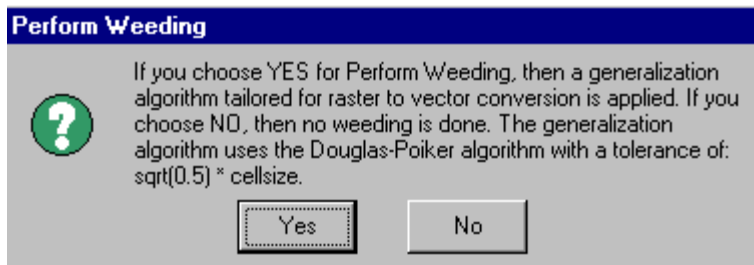 Perform Weeding
If you choose YES for Perform Weeding, then a generalization
algorithm tailored for raster to vector conversion is applied. If you
choose NO, then no weeding is done. The generalization
algorithm uses the Douglas-Poiker algorithm with a tolerance of:
sqrt(0.5) * cellsize.
Yes
No